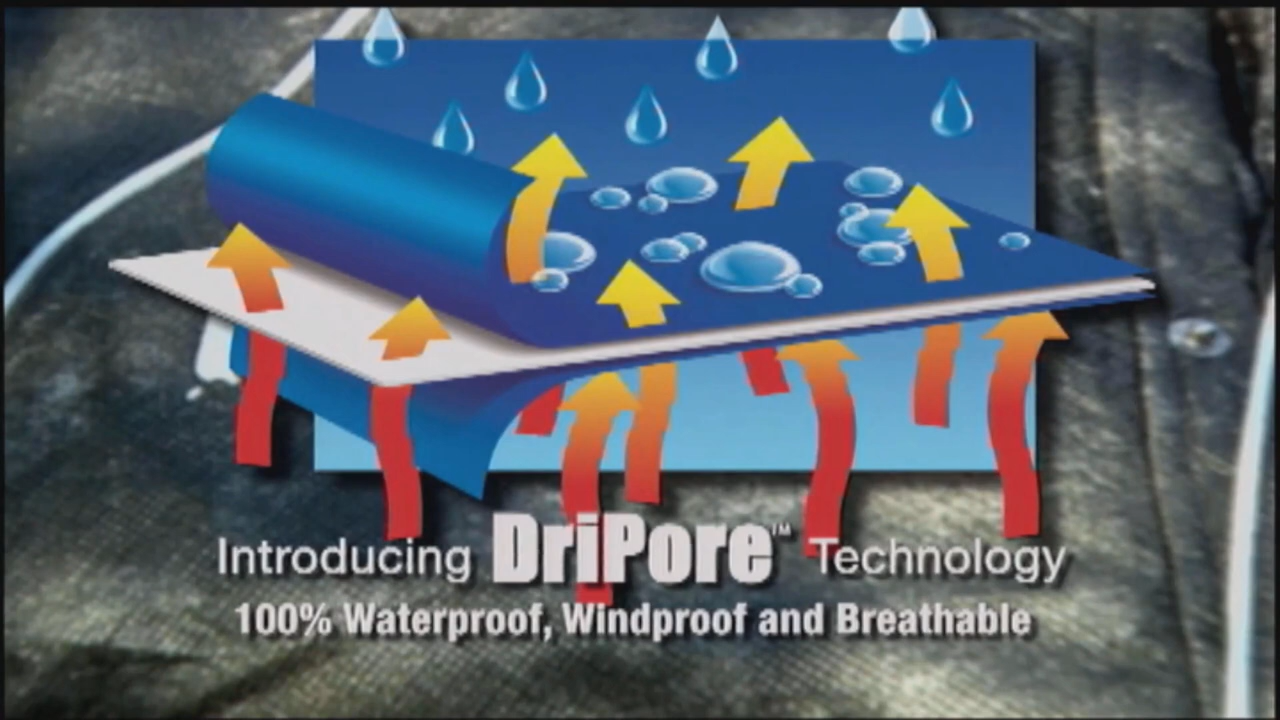 Introducing DriPore™ Technology
100% Waterproof, Windproof and Breathable